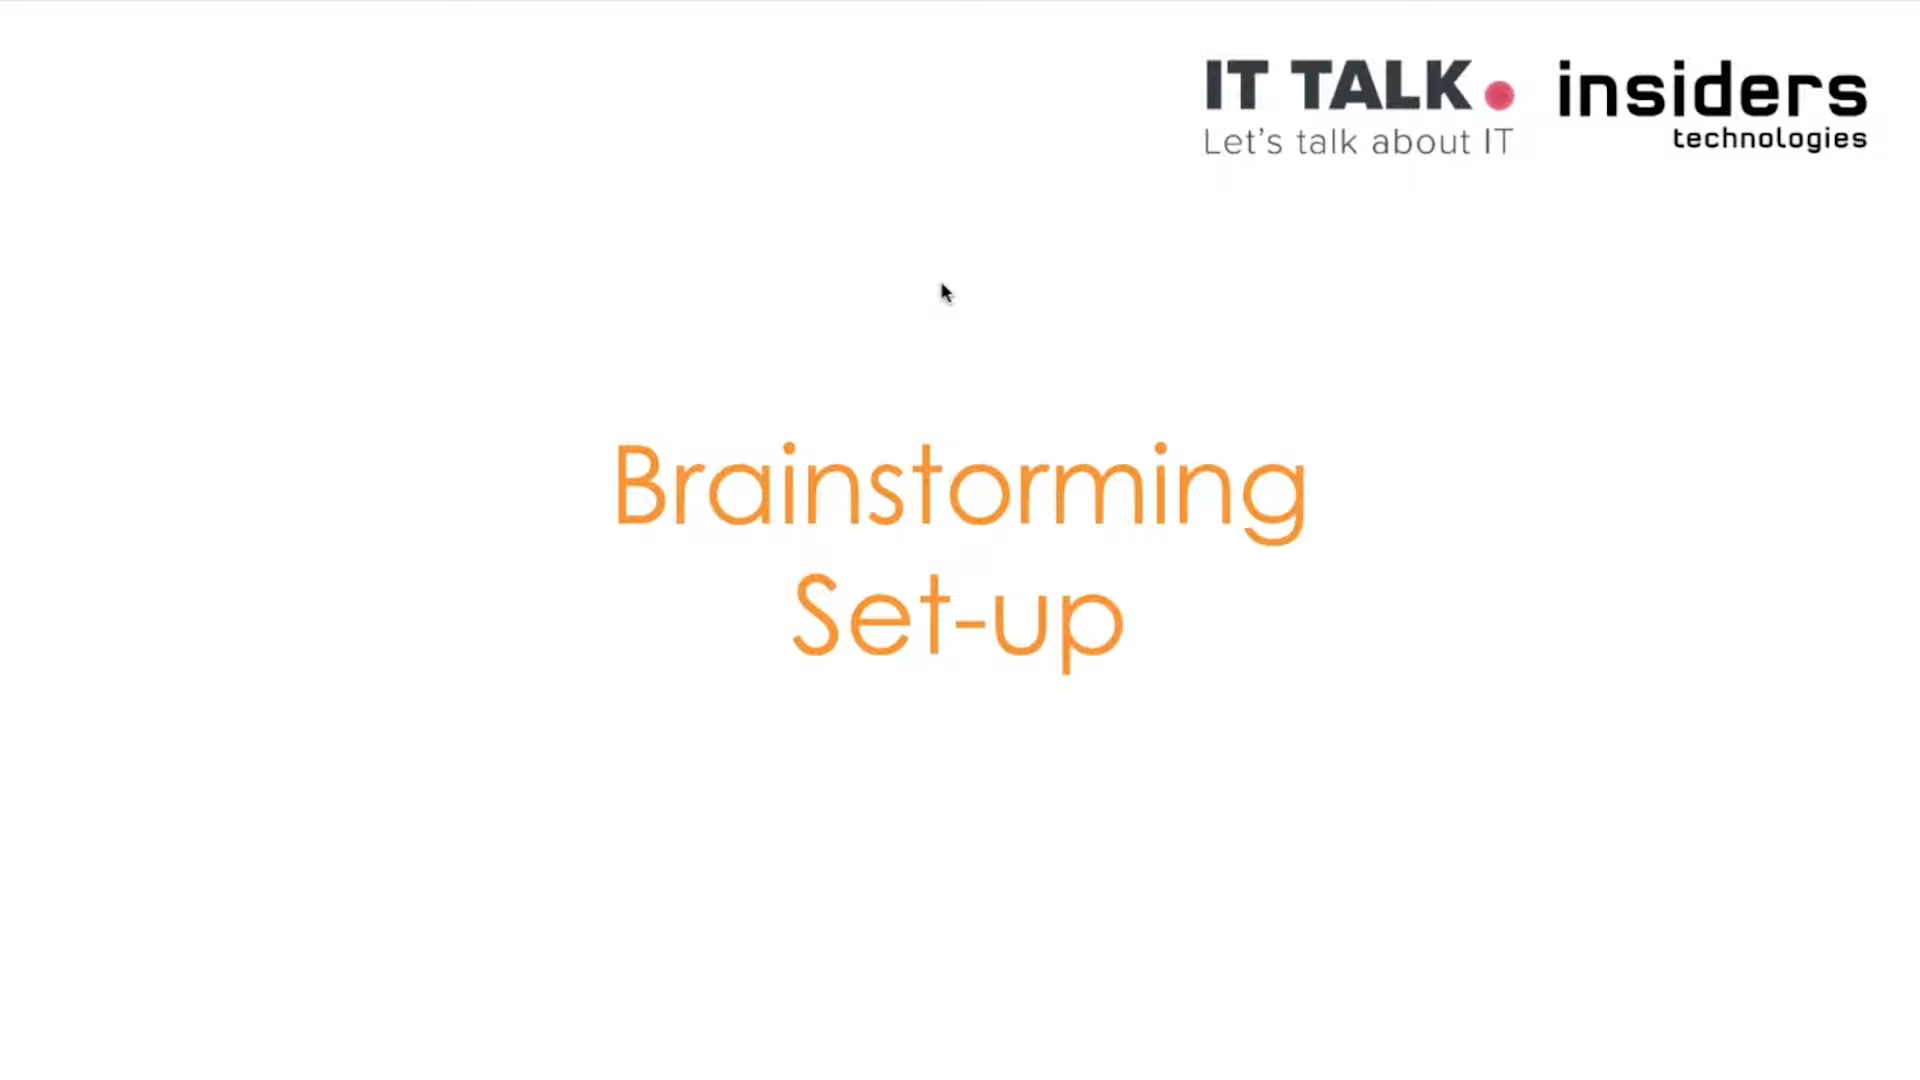 IT TALK.
Let's talk about IT
insiders
technologies
Brainstorming
Set-up